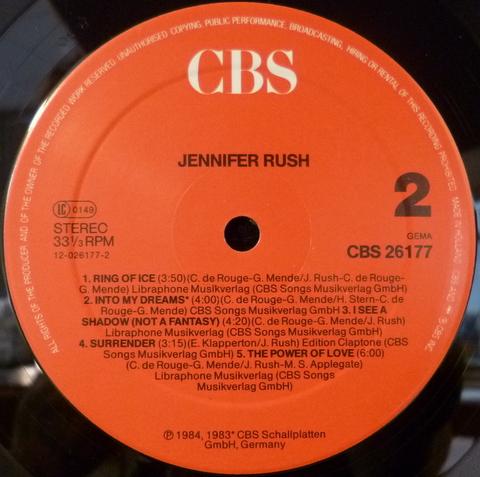 ALL RIGHTS OF THE PRODUCER AND OF THE OWNER OF THE RECORDED WORK RESERVED. UNAUTHORISED COPYING, PUBLIC PERFORMANCE, BROADCASTING, HIRING OR RENTAL OF THIS RECORDING PROHIBITED. MADE IN HOLLAND
CBS
JENNIFER RUSH
2
LC 0149
STEREO
33 1/3 RPM
12-026177-2
GEMA
CBS 26177
1. RING OF ICE (3:50)(C. de Rouge-G. Mende/J. Rush-C. de Rouge-
G. Mende) Libraphone Musikverlag (CBS Songs Musikverlag GmbH)
2. INTO MY DREAMS* (4:00)(C. de Rouge-G. Mende/H. Stern-C. de
Rouge-G. Mende) CBS Songs Musikverlag GmbH) 3. I SEE A
SHADOW (NOT A FANTASY) (4:20)(C. de Rouge-G. Mende/J. Rush)
Libraphone Musikverlag (CBS Songs Musikverlag GmbH)
4. SURRENDER (3:15)(E. Klapperton/J. Rush) Edition Claptone (CBS
Songs Musikverlag GmbH) 5. THE POWER OF LOVE (6:00)
(C. de Rouge-G. Mende/J. Rush-M. S. Applegate)
Libraphone Musikverlag (CBS Songs
Musikverlag GmbH)
℗ 1984, 1983* CBS Schallplatten
GmbH, Germany